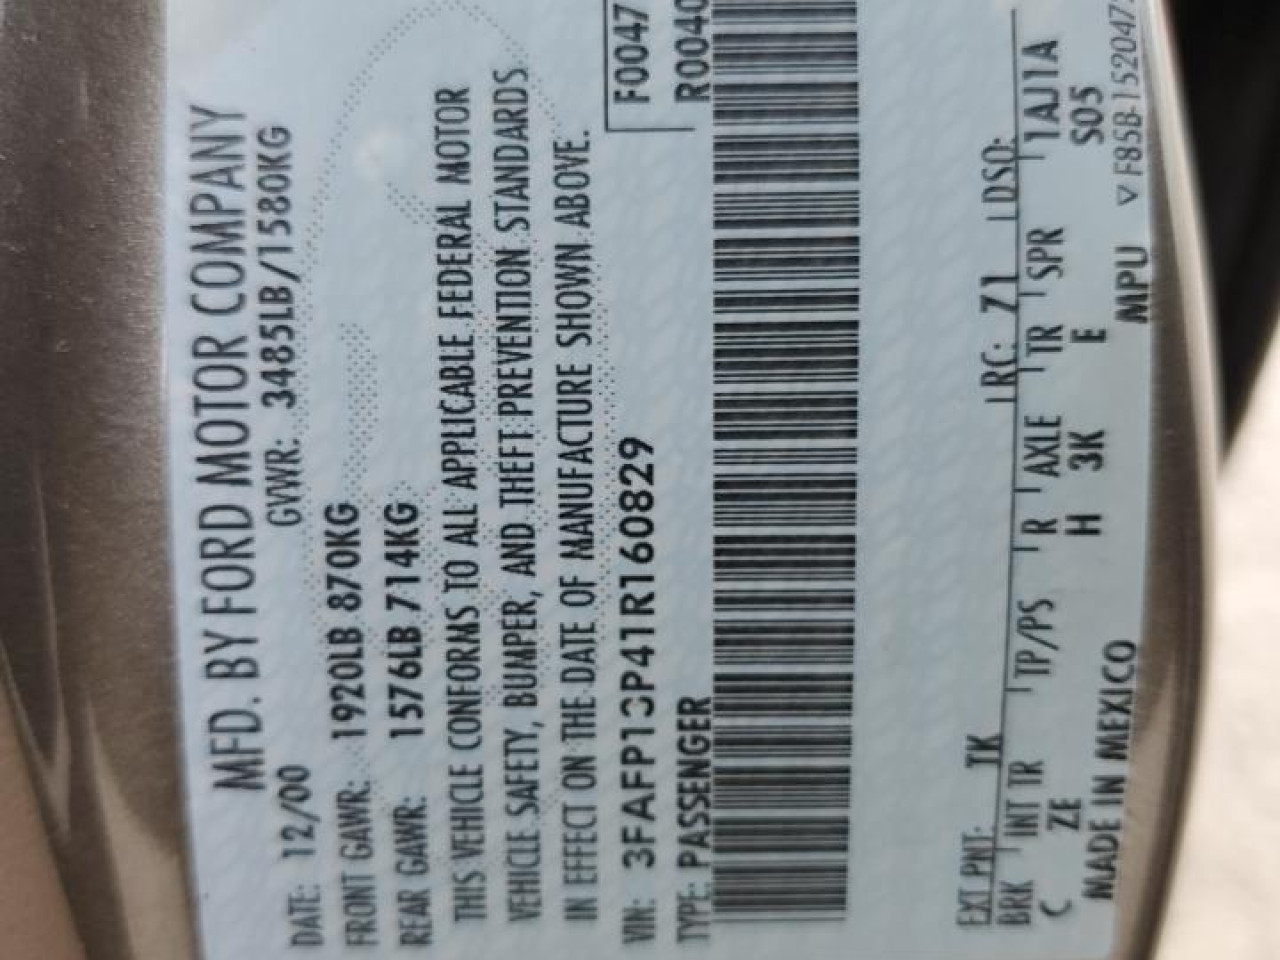 MFD. BY FORD MOTOR COMPANY
DATE: 12/00 GVWR: 3485LB/1580KG
FRONT GAWR: 1920LB 870KG
REAR GAWR: 1576LB 714KG
THIS VEHICLE CONFORMS TO ALL APPLICABLE FEDERAL MOTOR
VEHICLE SAFETY, BUMPER, AND THEFT PREVENTION STANDARDS
IN EFFECT ON THE DATE OF MANUFACTURE SHOWN ABOVE.
VIN: 3FAFP13P41R160829
F0047
TYPE: PASSENGER
R0040
EXT PNT: TK RC: Z1 DSO:
BRK INT TR TP/PS R AXLE TR SPR 1AJ1A
C ZE H 3K E S05
MADE IN MEXICO MPU ▽ F85B-1520472